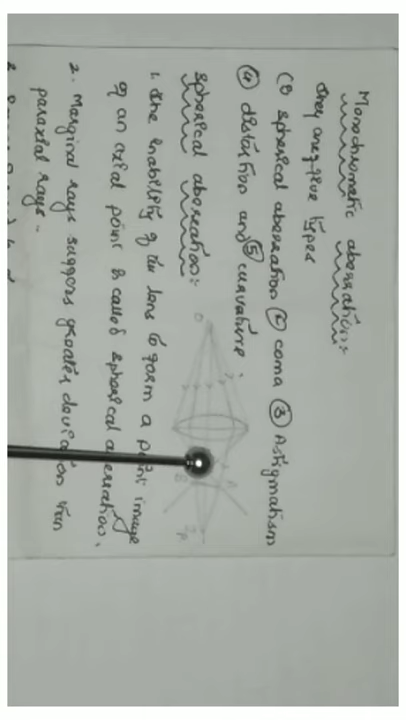 Monochromatic aberrations
they are five types
(1) spherical aberration (2) coma (3) Astigmatism
(4) distortion and (5) curvature.
Spherical aberration:
1. the inability of the lens to form a point image
of an axial point is called spherical aberration.
2. Marginal rays suffers greater deviation than
paraxial rays.